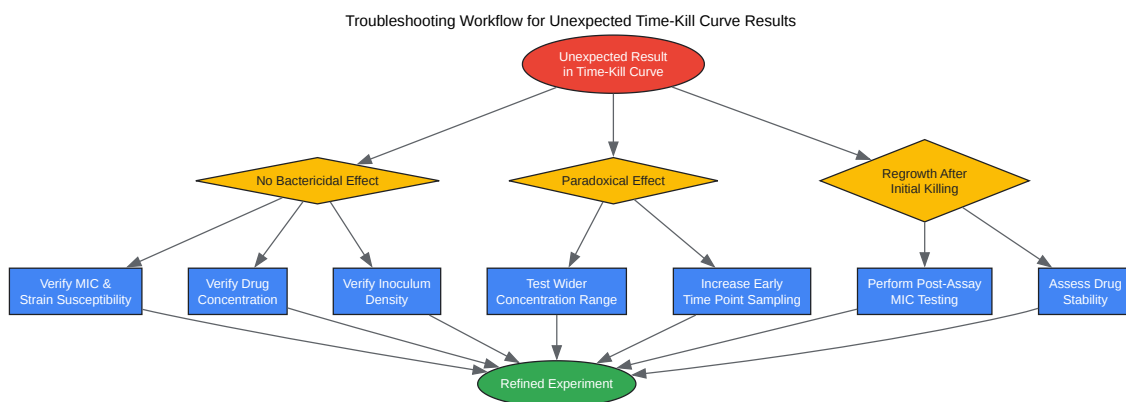 Troubleshooting Workflow for Unexpected Time-Kill Curve Results
Unexpected Result
in Time-Kill Curve
No Bactericidal Effect
Paradoxical Effect
Regrowth After
Initial Killing
Verify MIC &
Strain Susceptibility
Verify Drug
Concentration
Verify Inoculum
Density
Test Wider
Concentration Range
Increase Early
Time Point Sampling
Perform Post-Assay
MIC Testing
Assess Drug
Stability
Refined Experiment